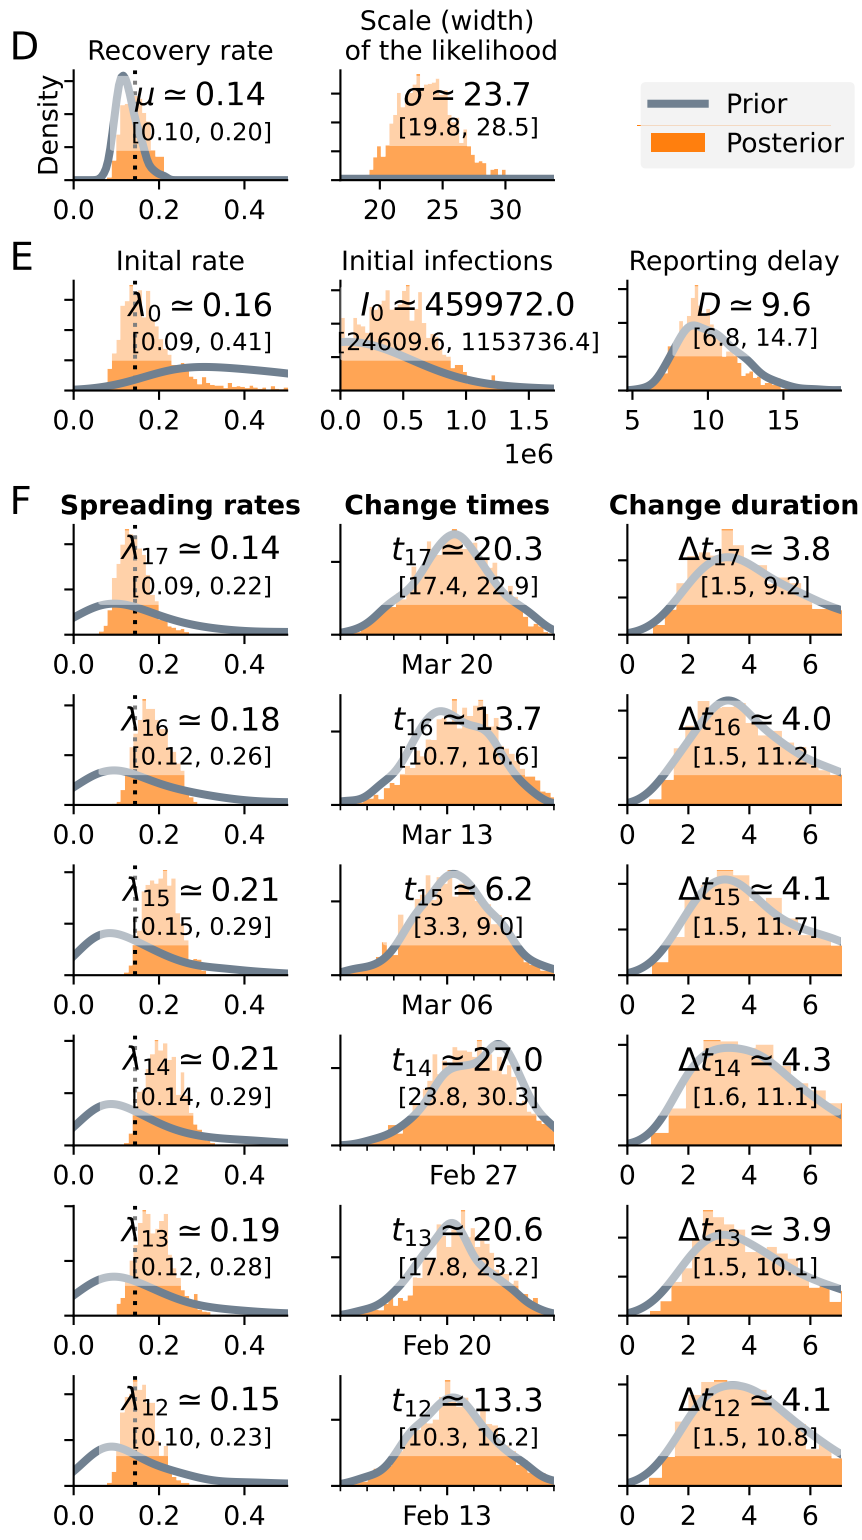 D
Recovery rate
Scale (width)
of the likelihood
Density
μ ≃ 0.14
[0.10, 0.20]
σ ≃ 23.7
[19.8, 28.5]
Prior
Posterior
0.0 0.2 0.4
20 25 30
E
Inital rate
Initial infections
Reporting delay
λ0 ≃ 0.16
[0.09, 0.41]
I0 ≃ 459972.0
[24609.6, 1153736.4]
D ≃ 9.6
[6.8, 14.7]
0.0 0.2 0.4
0.0 0.5 1.0
1e6
5 10 15
F
Spreading rates
Change times
Change duration
λ17 ≃ 0.14
[0.09, 0.22]
t17 ≃ 20.3
[17.4, 22.9]
Δt17 ≃ 3.8
[1.5, 9.2]
0.0 0.2 0.4
Mar 20
0 2 4 6
λ16 ≃ 0.18
[0.12, 0.26]
t16 ≃ 13.7
[10.7, 16.6]
Δt16 ≃ 4.0
[1.5, 11.2]
0.0 0.2 0.4
Mar 13
0 2 4 6
λ15 ≃ 0.21
[0.15, 0.29]
t15 ≃ 6.2
[3.3, 9.0]
Δt15 ≃ 4.1
[1.5, 11.7]
0.0 0.2 0.4
Mar 06
0 2 4 6
λ14 ≃ 0.21
[0.14, 0.29]
t14 ≃ 27.0
[23.8, 30.3]
Δt14 ≃ 4.3
[1.6, 11.1]
0.0 0.2 0.4
Feb 27
0 2 4 6
λ13 ≃ 0.19
[0.12, 0.28]
t13 ≃ 20.6
[17.8, 23.2]
Δt13 ≃ 3.9
[1.5, 10.1]
0.0 0.2 0.4
Feb 20
0 2 4 6
λ12 ≃ 0.15
[0.10, 0.23]
t12 ≃ 13.3
[10.3, 16.2]
Δt12 ≃ 4.1
[1.5, 10.8]
0.0 0.2 0.4
Feb 13
0 2 4 6